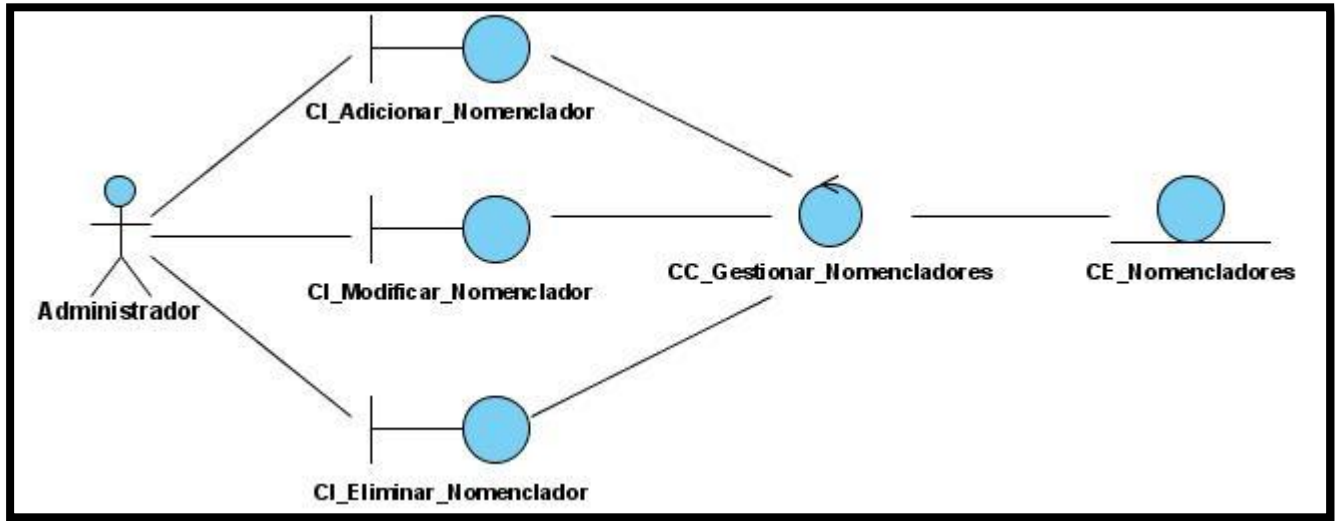 CI_Adicionar_Nomenclador
CC_Gestionar_Nomencladores
CE_Nomencladores
CI_Modificar_Nomenclador
Administrador
CI_Eliminar_Nomenclador